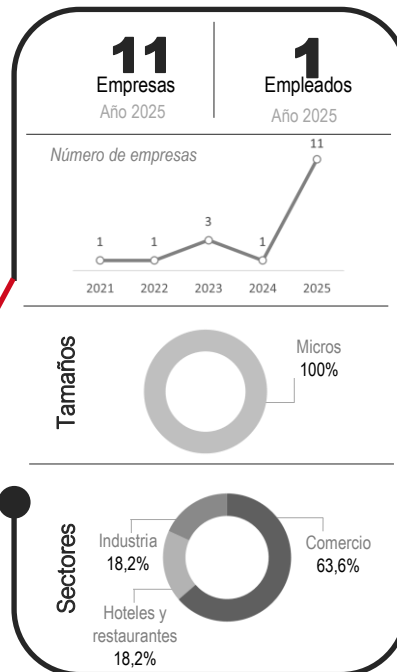 11
Empresas
Año 2025
1
Empleados
Año 2025
Número de empresas
1
1
3
1
11
2021
2022
2023
2024
2025
Tamaños
Micros
100%
Sectores
Industria
18,2%
Comercio
63,6%
Hoteles y
restaurantes
18,2%